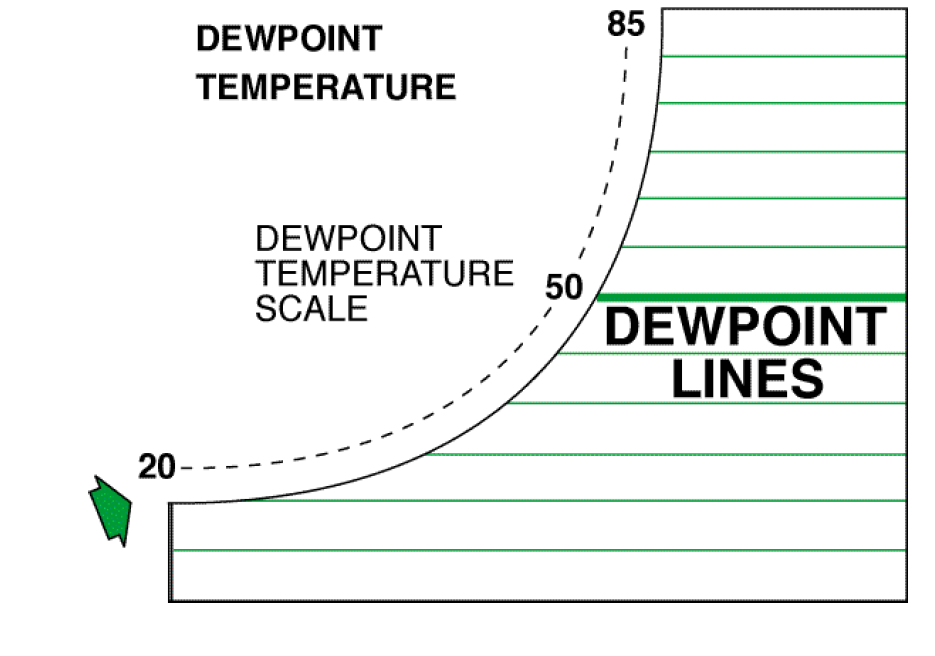 DEWPOINT
TEMPERATURE
85
DEWPOINT
TEMPERATURE
SCALE
50
DEWPOINT
LINES
20